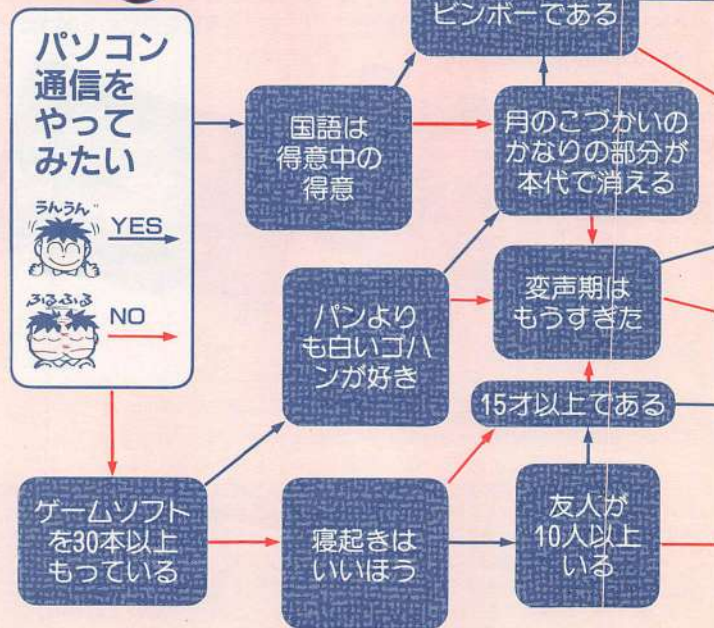 パソコン
通信を
やって
みたい
うんうん
YES
ふるふる
NO
国語は
得意中の
得意
ビンボーである
月のこづかいの
かなりの部分が
本代で消える
パンより
も白いゴハ
ンが好き
変声期は
もうすぎた
15才以上である
ゲームソフト
を30本以上
もっている
寝起きは
いいほう
友人が
10人以上
いる